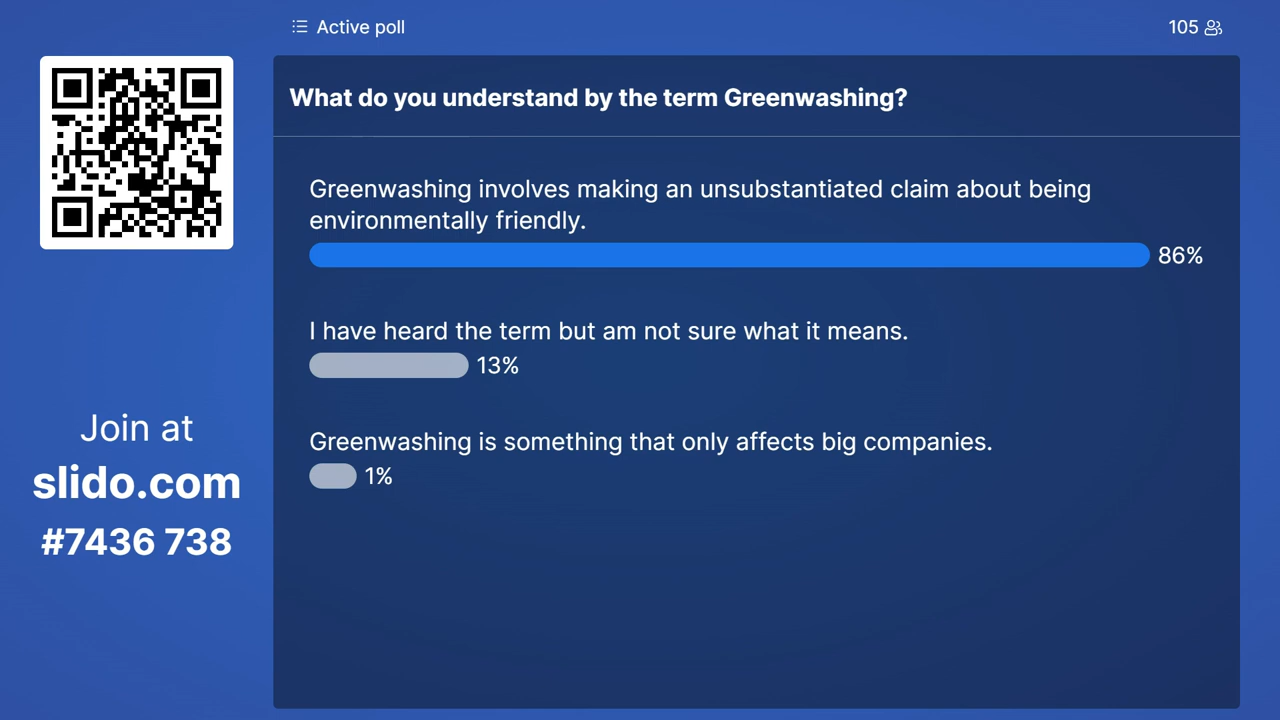 Active poll
105
What do you understand by the term Greenwashing?
Greenwashing involves making an unsubstantiated claim about being
environmentally friendly.
86%
I have heard the term but am not sure what it means.
13%
Greenwashing is something that only affects big companies.
1%
Join at
slido.com
#7436 738